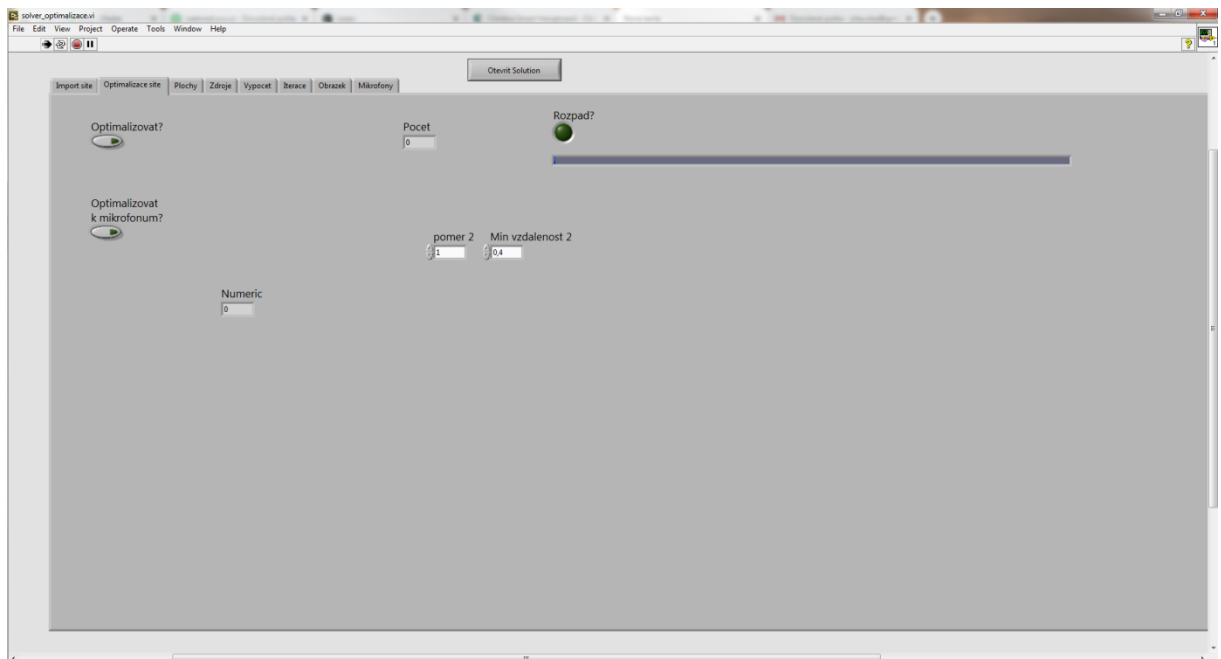 solver_optimalizace.vi
File Edit View Project Operate Tools Window Help
Otevrit Solution
Import site Optimalizace site Plochy Zdroje Vypocet Iterace Obrazek Mikrofony
Optimalizovat?
Pocet
0
Rozpad?
Optimalizovat
k mikrofonum?
pomer 2 Min vzdalenost 2
1 0,4
Numeric
0